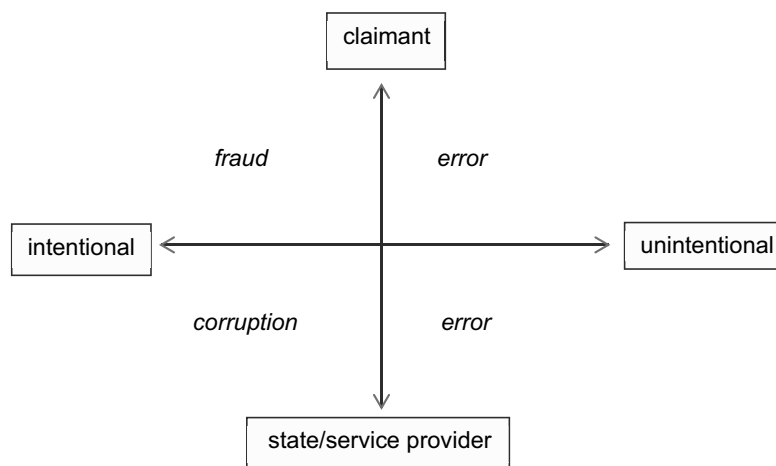 claimant
fraud
error
intentional
unintentional
corruption
error
state/service provider